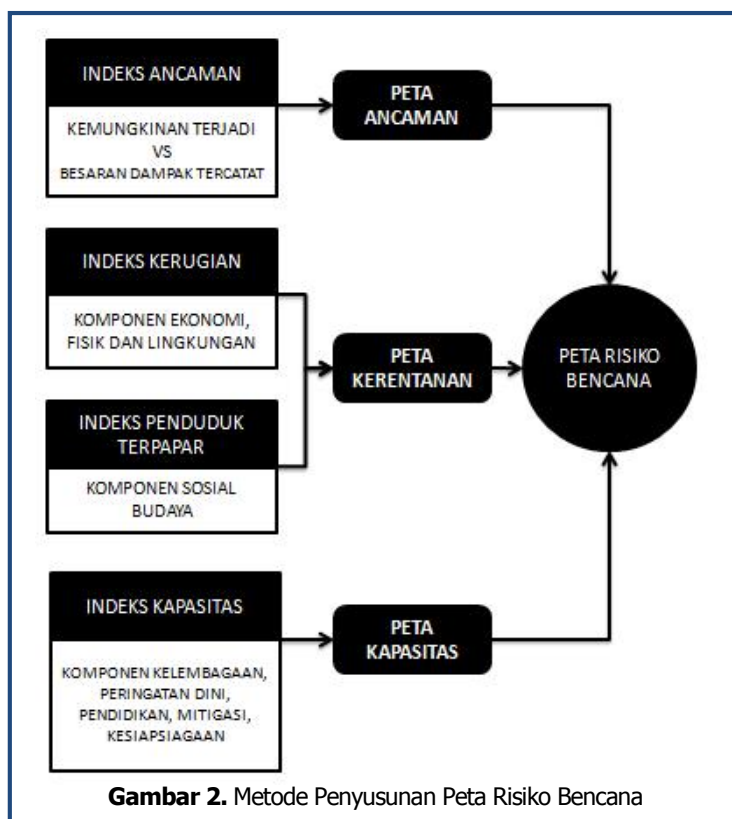 INDEKS ANCAMAN
KEMUNGKINAN TERJADI
VS
BESARAN DAMPAK TERCATAT
PETA
ANCAMAN
INDEKS KERUGIAN
KOMPONEN EKONOMI,
FISIK DAN LINGKUNGAN
PETA
KERENTANAN
PETA RISIKO
BENCANA
INDEKS PENDUDUK
TERPAPAR
KOMPONEN SOSIAL
BUDAYA
INDEKS KAPASITAS
KOMPONEN KELEMBAGAAN,
PERINGATAN DINI,
PENDIDIKAN, MITIGASI,
KESIAPSIAGAAN
PETA
KAPASITAS
Gambar 2. Metode Penyusunan Peta Risiko Bencana